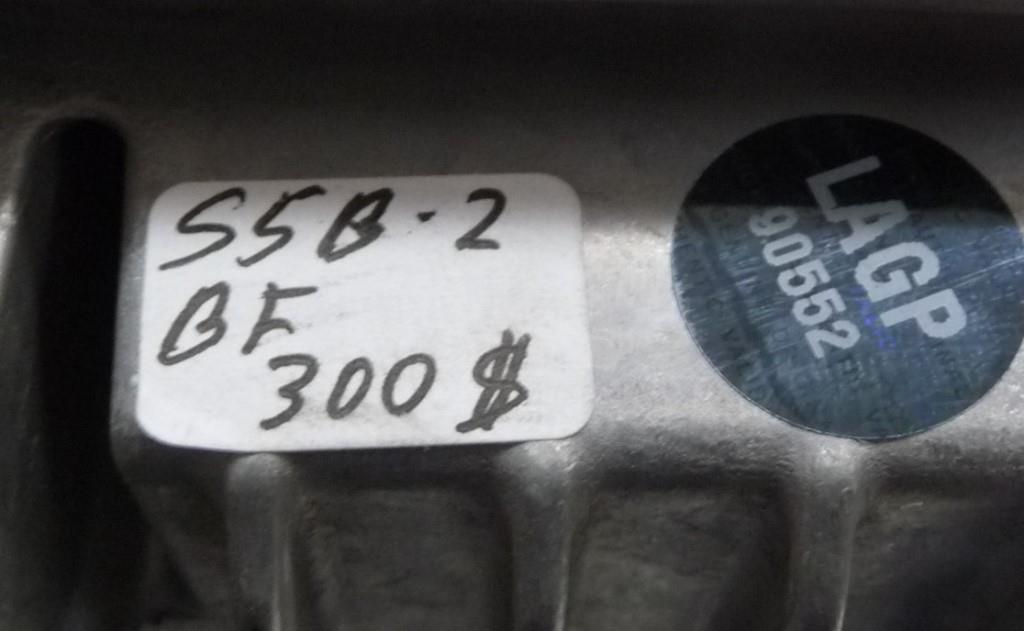 S5B-2
BF
300 $
LAGP
90552